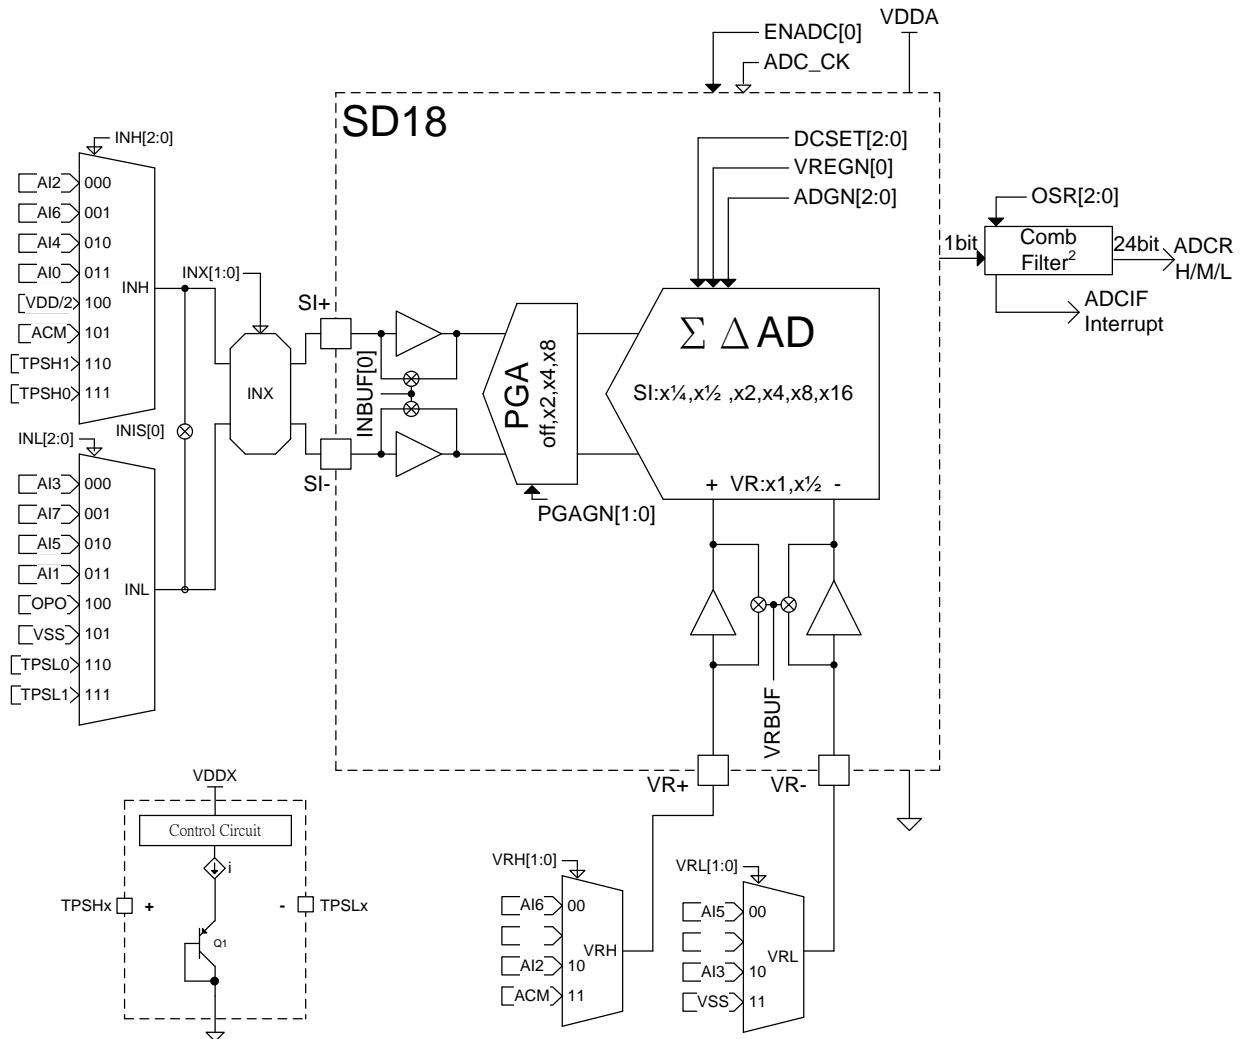 ENADC[0]
VDDA
ADC_CK
SD18
DCSET[2:0]
VREGN[0]
ADGN[2:0]
INH[2:0]
AI2 000
AI6 001
AI4 010
AI0 011
VDD/2 100
ACM 101
TPSH1 110
TPSH0 111
INH
INX[1:0]
INX
INIS[0]
INL[2:0]
AI3 000
AI7 001
AI5 010
AI1 011
OPO 100
VSS 101
TPSL0 110
TPSL1 111
INL
SI+
SI-
INBUF[0]
PGA
off,x2,x4,x8
PGAGN[1:0]
Σ Δ AD
SI:x¼,x½ ,x2,x4,x8,x16
+ VR:x1,x½ -
1bit
OSR[2:0]
Comb
Filter²
24bit
ADCR
H/M/L
ADCIF
Interrupt
VRBUF
VR+
VR-
VDDX
Control Circuit
i
TPSHx
+
-
TPSLx
Q1
VRH[1:0]
AI6 00
AI2 10
ACM 11
VRH
VRL[1:0]
AI5 00
AI3 10
VSS 11
VRL